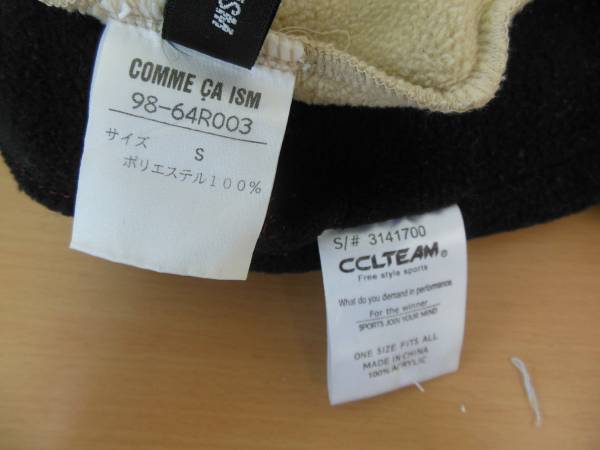 COMME ÇA ISM
98-64R003
サイズ S
ポリエステル100%
S/# 3141700
CCLTEAM®
Free style sports
What do you demand in performance
For the winner
SPORTS JOIN YOUR MIND
ONE SIZE FITS ALL
MADE IN CHINA
100% ACRYLIC